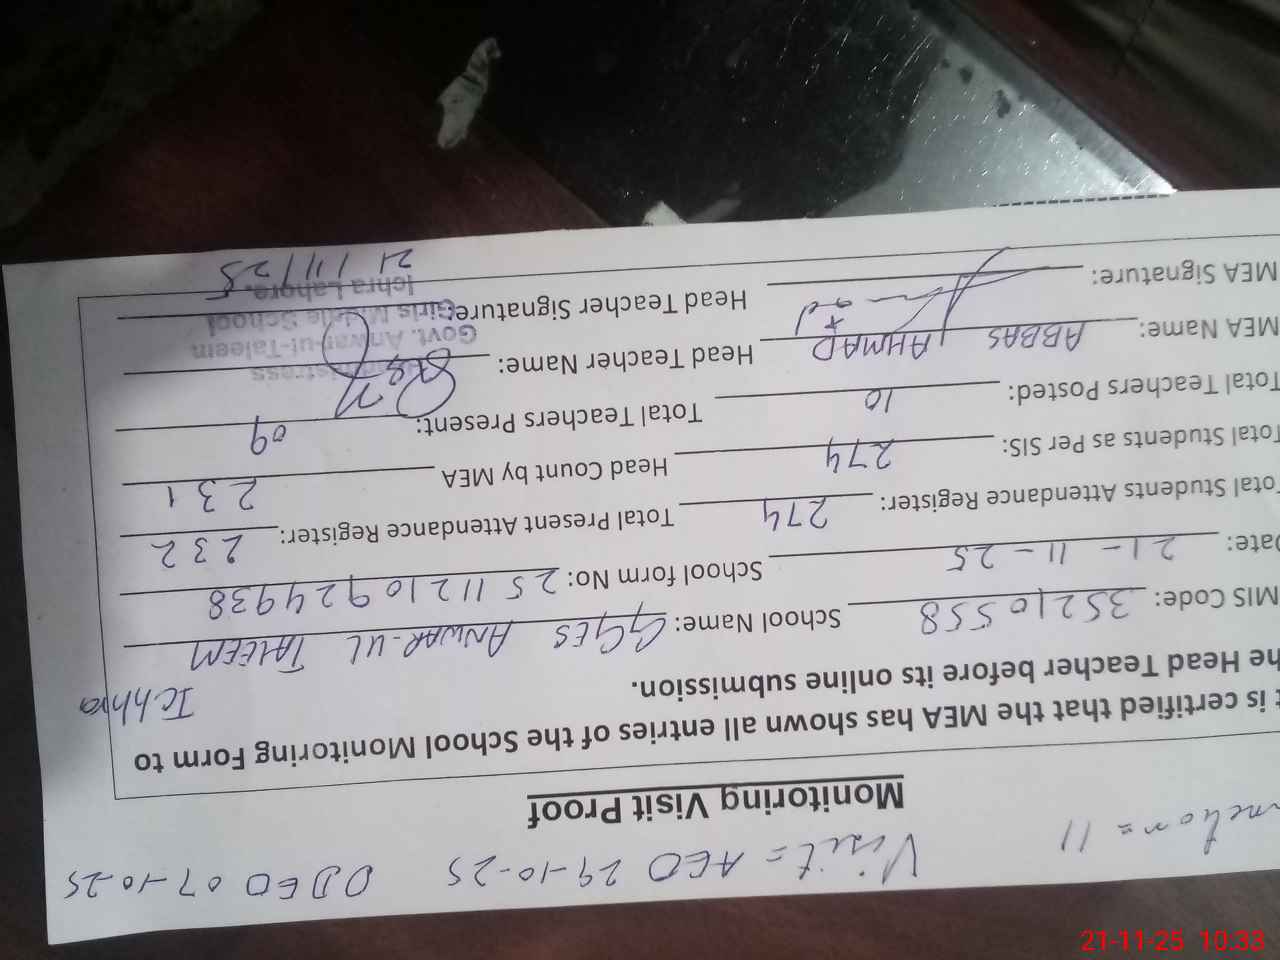 = 11 Visit = AEO 29-10-25 DDEO 07-10-25
Monitoring Visit Proof
t is certified that the MEA has shown all entries of the School Monitoring Form to
he Head Teacher before its online submission.
Ichhra
MIS Code: 35210558 School Name: GGES ANWAR-UL TALEEM
Date: 21-11-25 School form No: 2511210924938
Total Students Attendance Register: 274 Total Present Attendance Register: 232
Total Students as Per SIS: 274 Head Count by MEA 231
Total Teachers Posted: 10 Total Teachers Present: 09
MEA Name: ABBAS AHMAD Head Teacher Name:
MEA Signature: Head Teacher Signature:
Govt. Anwar-ul-Taleem
Girls Middle School
Ichra Lahore.
21/11/25
21-11-25 10:33